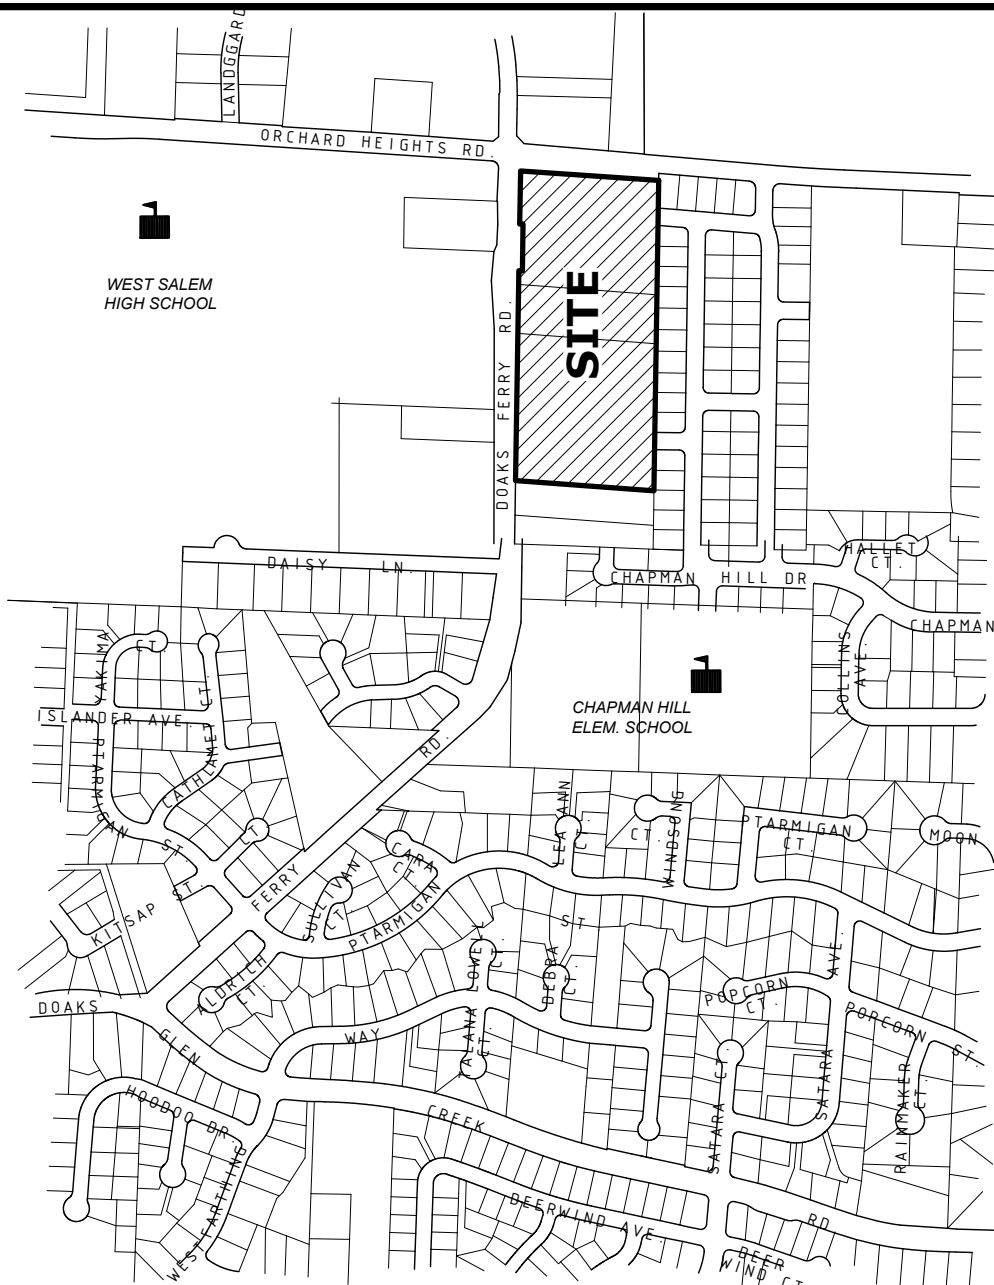 LANDGGARD
ORCHARD HEIGHTS RD.
WEST SALEM
HIGH SCHOOL
SITE
DOAKS FERRY RD.
DAISY LN.
CHAPMAN HILL DR
HALLET
CT.
CHAPMAN
COLLINS
AVE.
YAKIMA
CT
ISLANDER AVE.
CATHLAMET CT.
PTARMIGAN ST.
CHAPMAN HILL
ELEM. SCHOOL
RD.
FERRY
CT
KITSAP ST.
SULLIVAN
CT
CARA
CT.
PTARMIGAN
ST
LEA ANN
CT.
WINDSONG
CT.
PTARMIGAN
CT.
MOON
ALDRICH
CT.
DOAKS
GLEN
WAY
LOWELL
CT.
TALANA
CT.
DEBRA
CT.
POPCORN
CT.
AVE.
POPCORN ST.
SATARA CT.
SATARA
RAINMAKER
CT.
HOODOO DR.
CREEK
WEST FARTHING
DEERWIND AVE.
RD
DEER
WIND CT